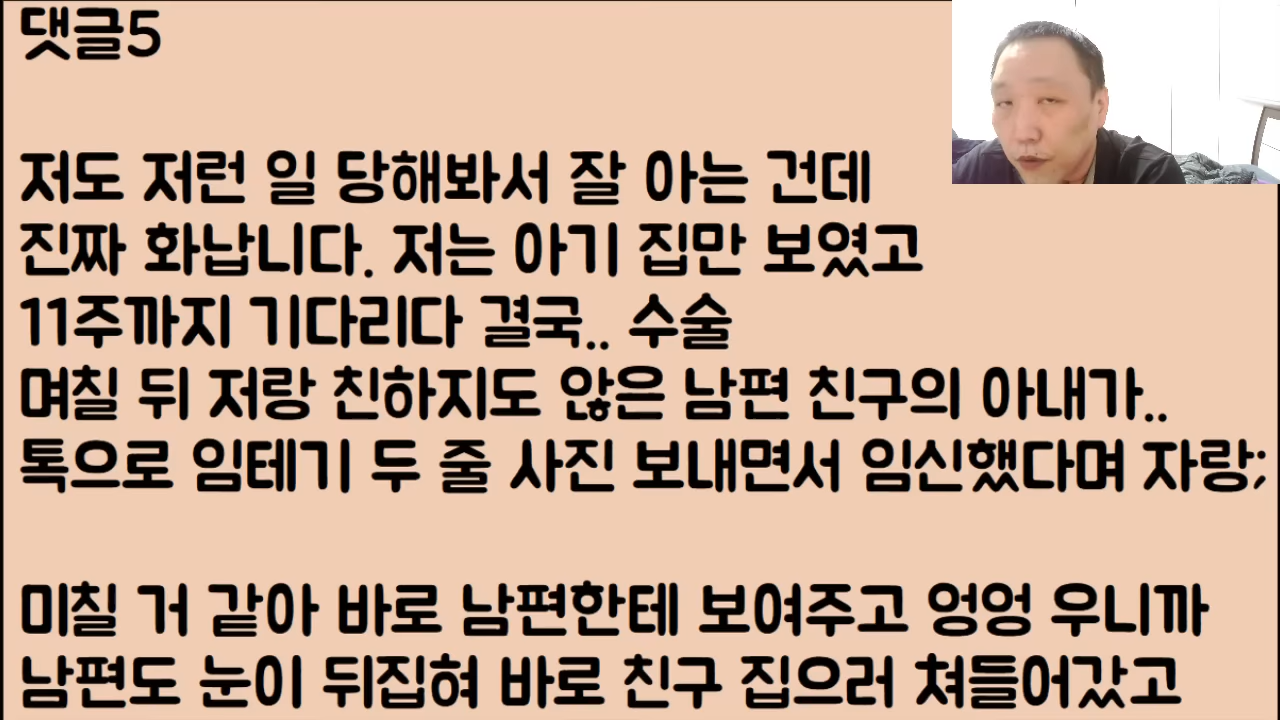 댓글5
저도 저런 일 당해봐서 잘 아는 건데
진짜 화납니다. 저는 아기 집만 보였고
11주까지 기다리다 결국.. 수술
며칠 뒤 저랑 친하지도 않은 남편 친구의 아내가..
톡으로 임테기 두 줄 사진 보내면서 임신했다며 자랑;
미칠 거 같아 바로 남편한테 보여주고 엉엉 우니까
남편도 눈이 뒤집혀 바로 친구 집으러 쳐들어갔고